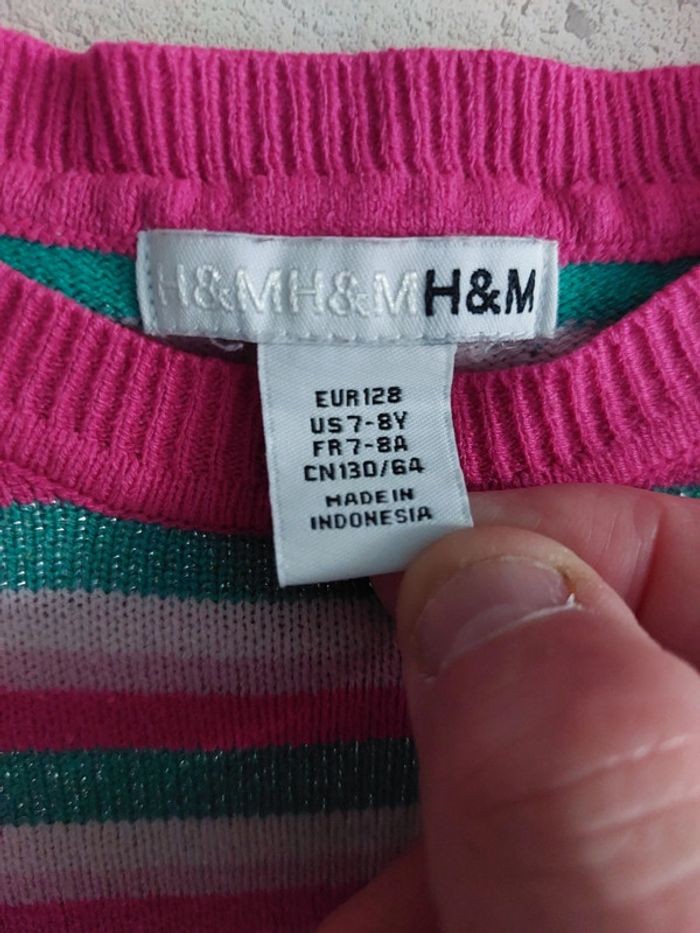 H&MH&MH&M
EUR128
US7-8Y
FR7-8A
CN130/64
MADE IN
INDONESIA